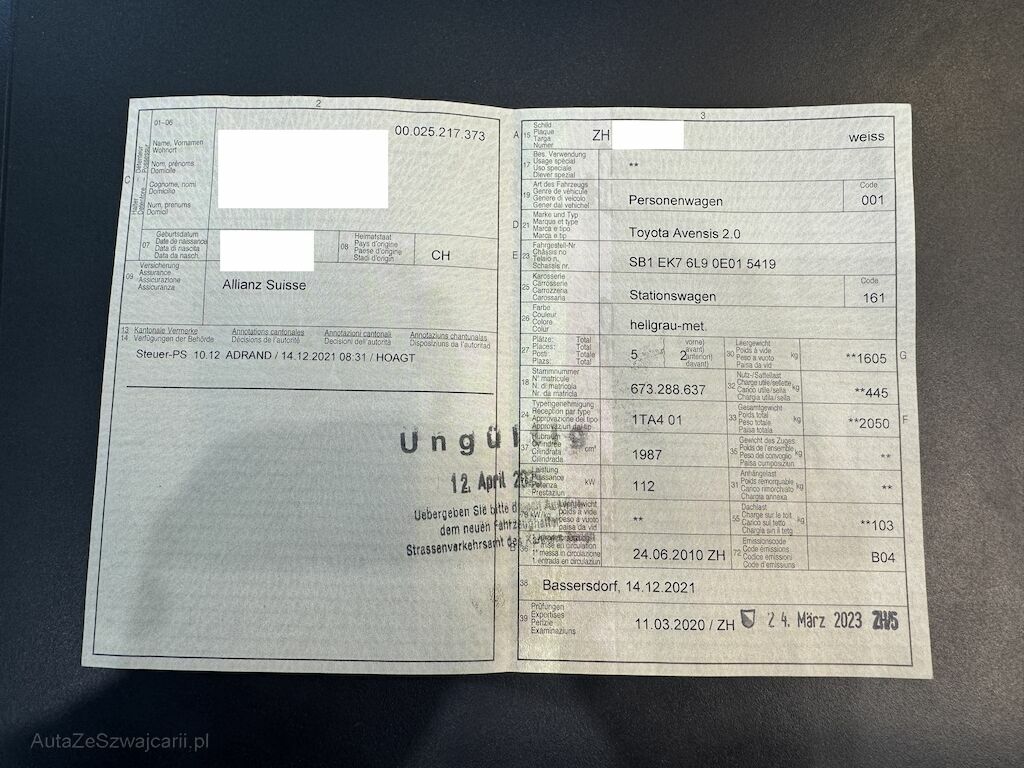 2
01-06
Name, Vornamen
Wohnort
Nom, prénoms
Domicile
Cognome, nomi
Domicilio
Num, prenums
Domicil
C
00.025.217.373
07
Geburtsdatum
Date de naissance
Data di nascita
Data da nasch.
08
Heimatstaat
Pays d'origine
Paese d'origine
Stadi d'origin
CH
09
Versicherung
Assurance
Assicurazione
Assicuranza
Allianz Suisse
13 Kantonale Vermerke Annotations cantonales Annotazioni cantonali Annotaziuns chantunalas
14 Verfügungen der Behörde Décisions de l'autorité Decisioni dell'autorità Disposiziuns da l'autoritad
Steuer-PS 10.12 ADRAND / 14.12.2021 08:31 / HOAGT
Ungültig
12. April
Uebergeben Sie bitte
dem neuen
Strassenverkehrsamt des
3
A 15
Schild
Plaque
Targa
Numer
ZH
weiss
17
Bes. Verwendung
Usage spécial
Uso speciale
Diever spezial
**
19
Art des Fahrzeugs
Genre de véhicule
Genere di veicolo
Gener dal vehichel
Personenwagen
Code
001
D 21
Marke und Typ
Marque et type
Marca e tipo
Marca e tip
Toyota Avensis 2.0
E 23
Fahrgestell-Nr
Châssis no
Telaio n.
Schassis nr.
SB1 EK7 6L9 0E01 5419
25
Karosserie
Carrosserie
Carrozzeria
Carossaria
Stationswagen
Code
161
26
Farbe
Couleur
Colore
Colur
hellgrau-met.
27
Plätze: Total
Places: Total
Posti: Totale
Plazs: Total
5
vorne)
avant)
anteriori)
davant)
2
30
Leergewicht
Poids à vide
Peso a vuoto
Paisa da vid
kg
**1605
G
18
Stammnummer
N° matricule
N. di matricola
Nr. da matricla
673.288.637
32
Nutz-/Sattellast
Charge utile/sellette
Carico utile/sella
Chargia utila/sella
kg
**445
24
Typengenehmigung
Réception par type
Approvazione del tipo
Approvaziun dal tip
1TA4 01
33
Gesamtgewicht
Poids total
Peso totale
Paisa totala
kg
**2050
F
37
Hubraum
Cylindrée
Cilindrata
Cilindrada
cm³
1987
35
Gewicht des Zuges
Poids de l'ensemble
Peso del convoglio
Paisa cumposiziun
kg
**
Leistung
Puissance
Potenza
Prestaziun
kW
112
31
Anhängelast
Poids remorquable
Carico rimorchiato
Chargia annexa
kg
**
kW/kg
Leergewicht
Poids à vide
Peso a vuoto
paisa da vid
**
55
Dachlast
Charge sur le toit
Carico sul tetto
Chargia sin il tetg
kg
**103
B 36
1. Inverkehrsetzung
1re mise en circulation
1a messa in circolazione
1. entrada en circulaziun
24.06.2010 ZH
72
Emissionscode
Code émissions
Codice emissioni
Code d'emissiuns
B04
38
Bassersdorf, 14.12.2021
39
Prüfungen
Expertises
Perizie
Examinaziuns
11.03.2020 / ZH
24. März 2023 ZH/S
AutaZeSzwajcarii.pl